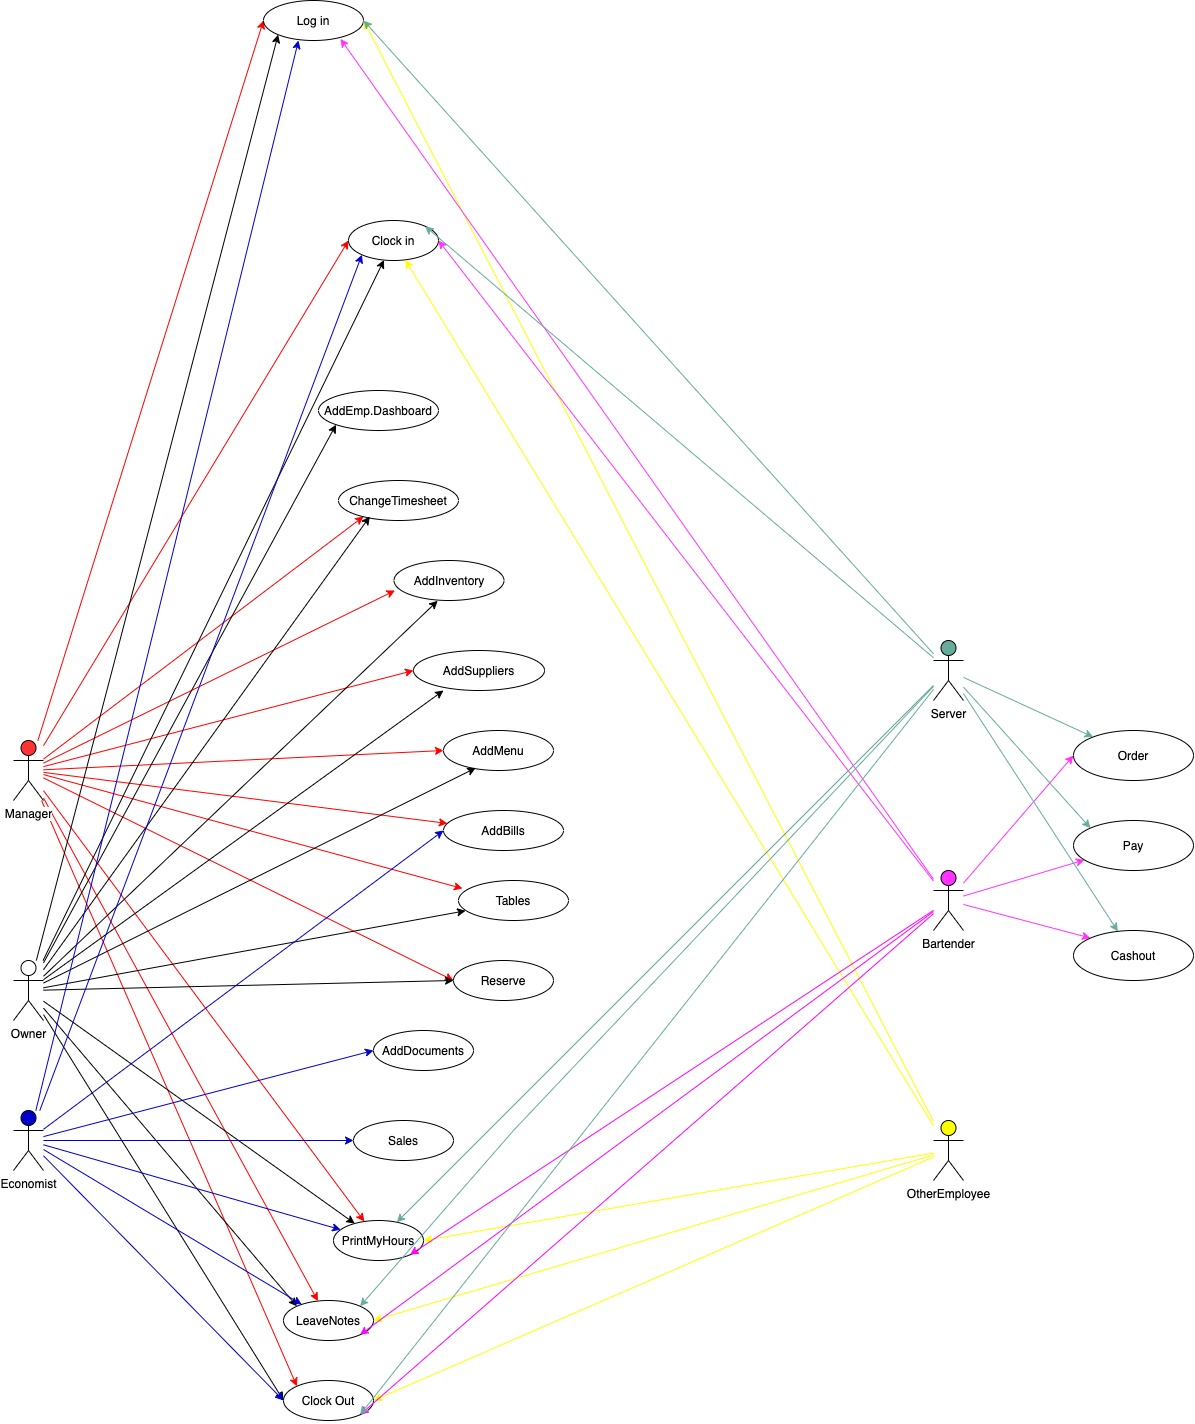 Log in
Clock in
AddEmp.Dashboard
ChangeTimesheet
AddInventory
AddSuppliers
AddMenu
AddBills
Tables
Reserve
AddDocuments
Sales
PrintMyHours
LeaveNotes
Clock Out
Manager
Owner
Economist
Server
Bartender
OtherEmployee
Order
Pay
Cashout